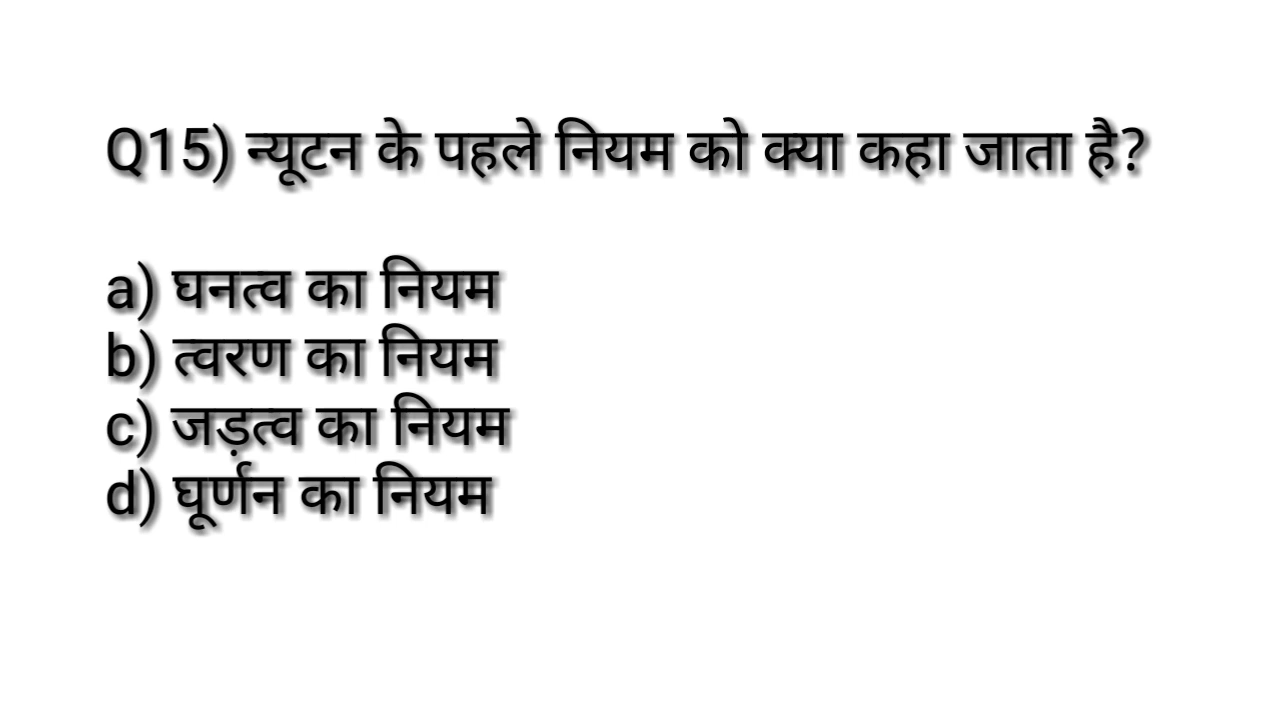 Q15) न्यूटन के पहले नियम को क्या कहा जाता है?
a) घनत्व का नियम
b) त्वरण का नियम
c) जड़त्व का नियम
d) घूर्णन का नियम